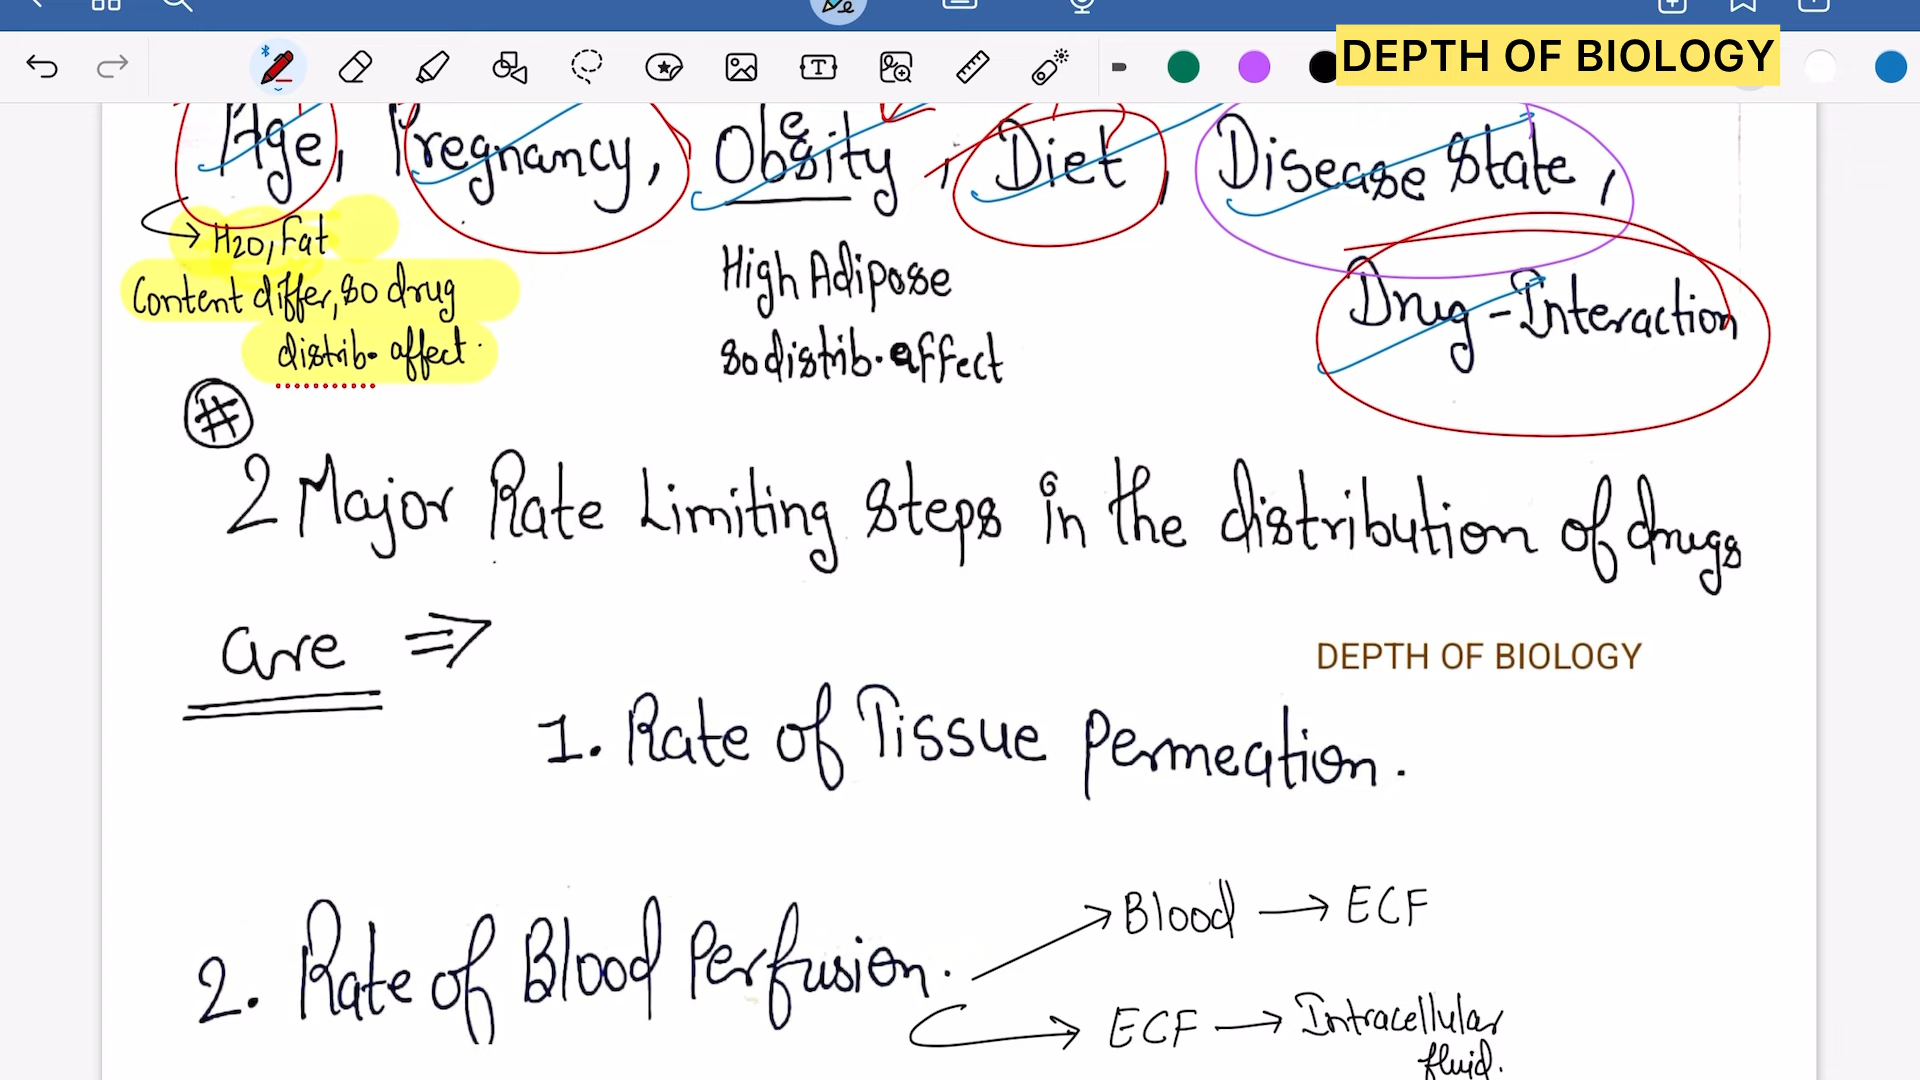 DEPTH OF BIOLOGY
Age, Pregnancy, Obesity, Diet, Disease State,
→ H2O, Fat
Content differ, so drug
distrib. affect.
High Adipose
so distrib. affect
Drug-Interaction
#
2 Major Rate Limiting Steps in the distribution of drugs
are ⇒
DEPTH OF BIOLOGY
1. Rate of Tissue Permeation.
2. Rate of Blood Perfusion.
Blood → ECF
ECF → Intracellular
fluid.